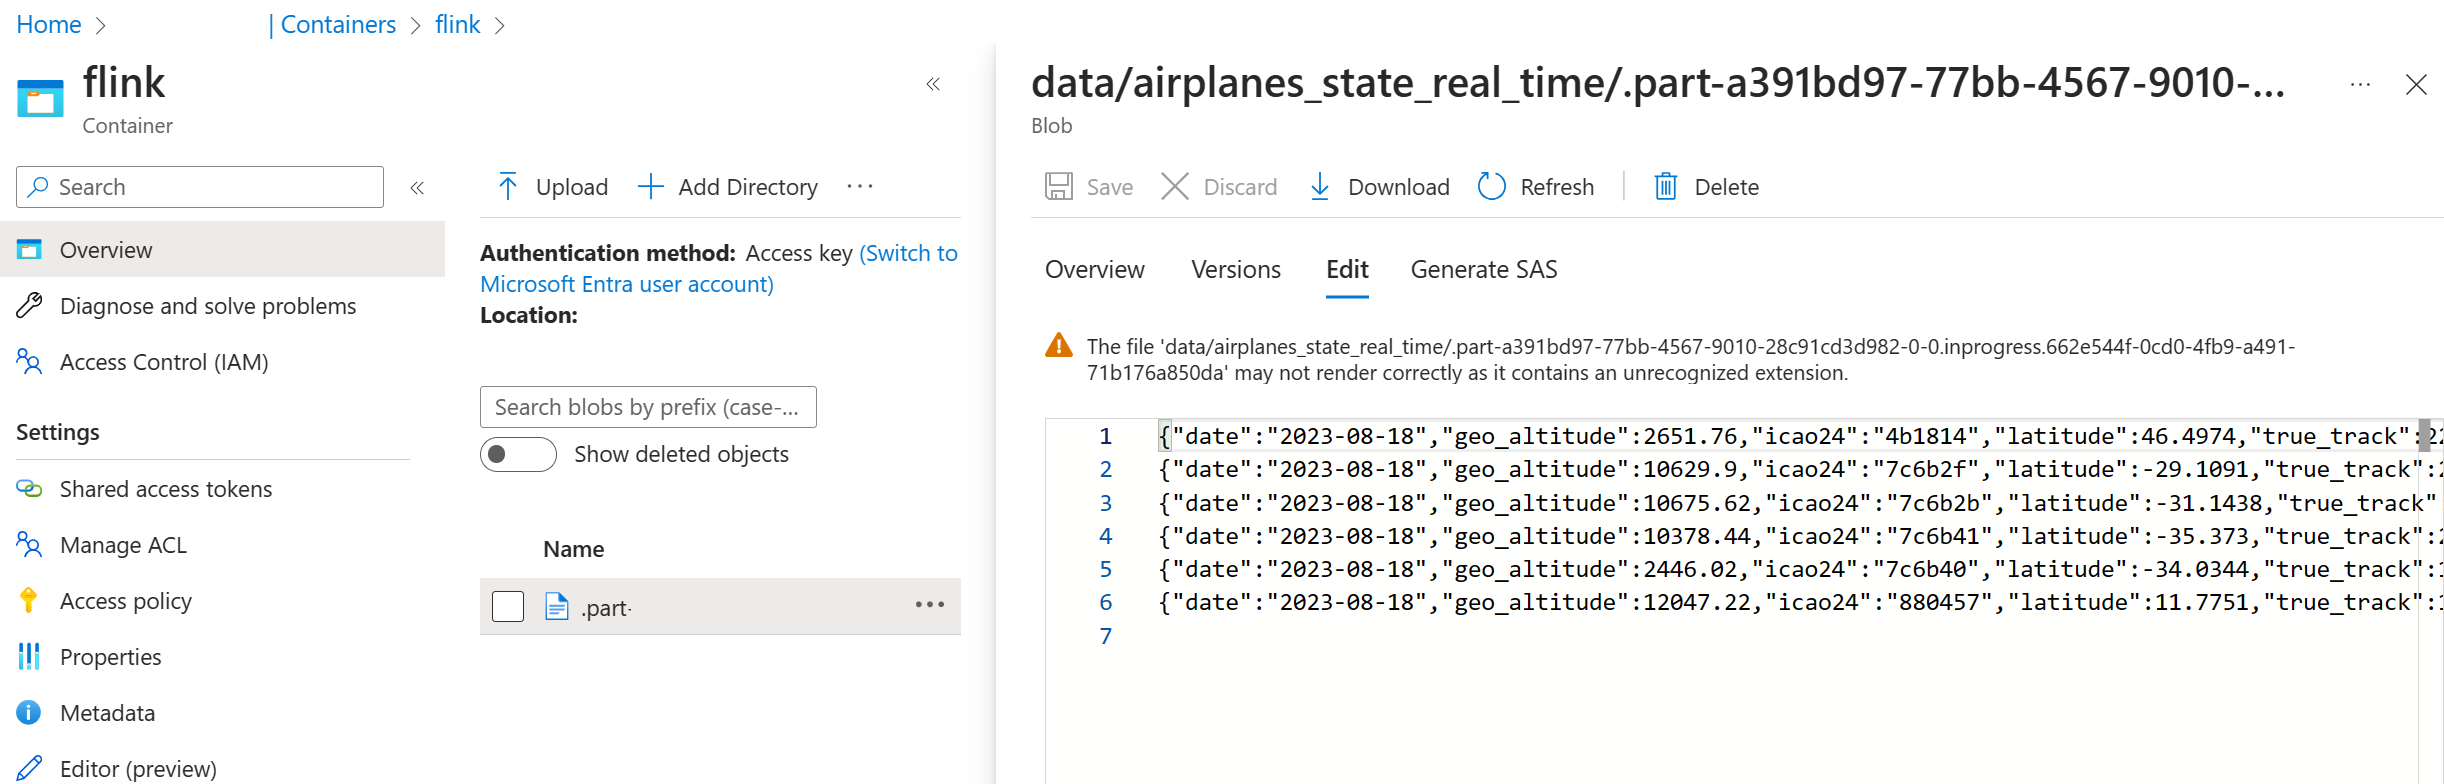 Home > | Containers > flink >
flink
Container
«
Search
«
Overview
Diagnose and solve problems
Access Control (IAM)
Settings
Shared access tokens
Manage ACL
Access policy
Properties
Metadata
Editor (preview)
Upload Add Directory ...
Authentication method: Access key (Switch to
Microsoft Entra user account)
Location:
Search blobs by prefix (case-...
Show deleted objects
Name
.part-
data/airplanes_state_real_time/.part-a391bd97-77bb-4567-9010-...
Blob
Save Discard Download Refresh Delete
Overview Versions Edit Generate SAS
The file 'data/airplanes_state_real_time/.part-a391bd97-77bb-4567-9010-28c91cd3d982-0-0.inprogress.662e544f-0cd0-4fb9-a491-
71b176a850da' may not render correctly as it contains an unrecognized extension.
1 {"date":"2023-08-18","geo_altitude":2651.76,"icao24":"4b1814","latitude":46.4974,"true_track":
2 {"date":"2023-08-18","geo_altitude":10629.9,"icao24":"7c6b2f","latitude":-29.1091,"true_track":
3 {"date":"2023-08-18","geo_altitude":10675.62,"icao24":"7c6b2b","latitude":-31.1438,"true_track"
4 {"date":"2023-08-18","geo_altitude":10378.44,"icao24":"7c6b41","latitude":-35.373,"true_track":
5 {"date":"2023-08-18","geo_altitude":2446.02,"icao24":"7c6b40","latitude":-34.0344,"true_track":
6 {"date":"2023-08-18","geo_altitude":12047.22,"icao24":"880457","latitude":11.7751,"true_track":
7